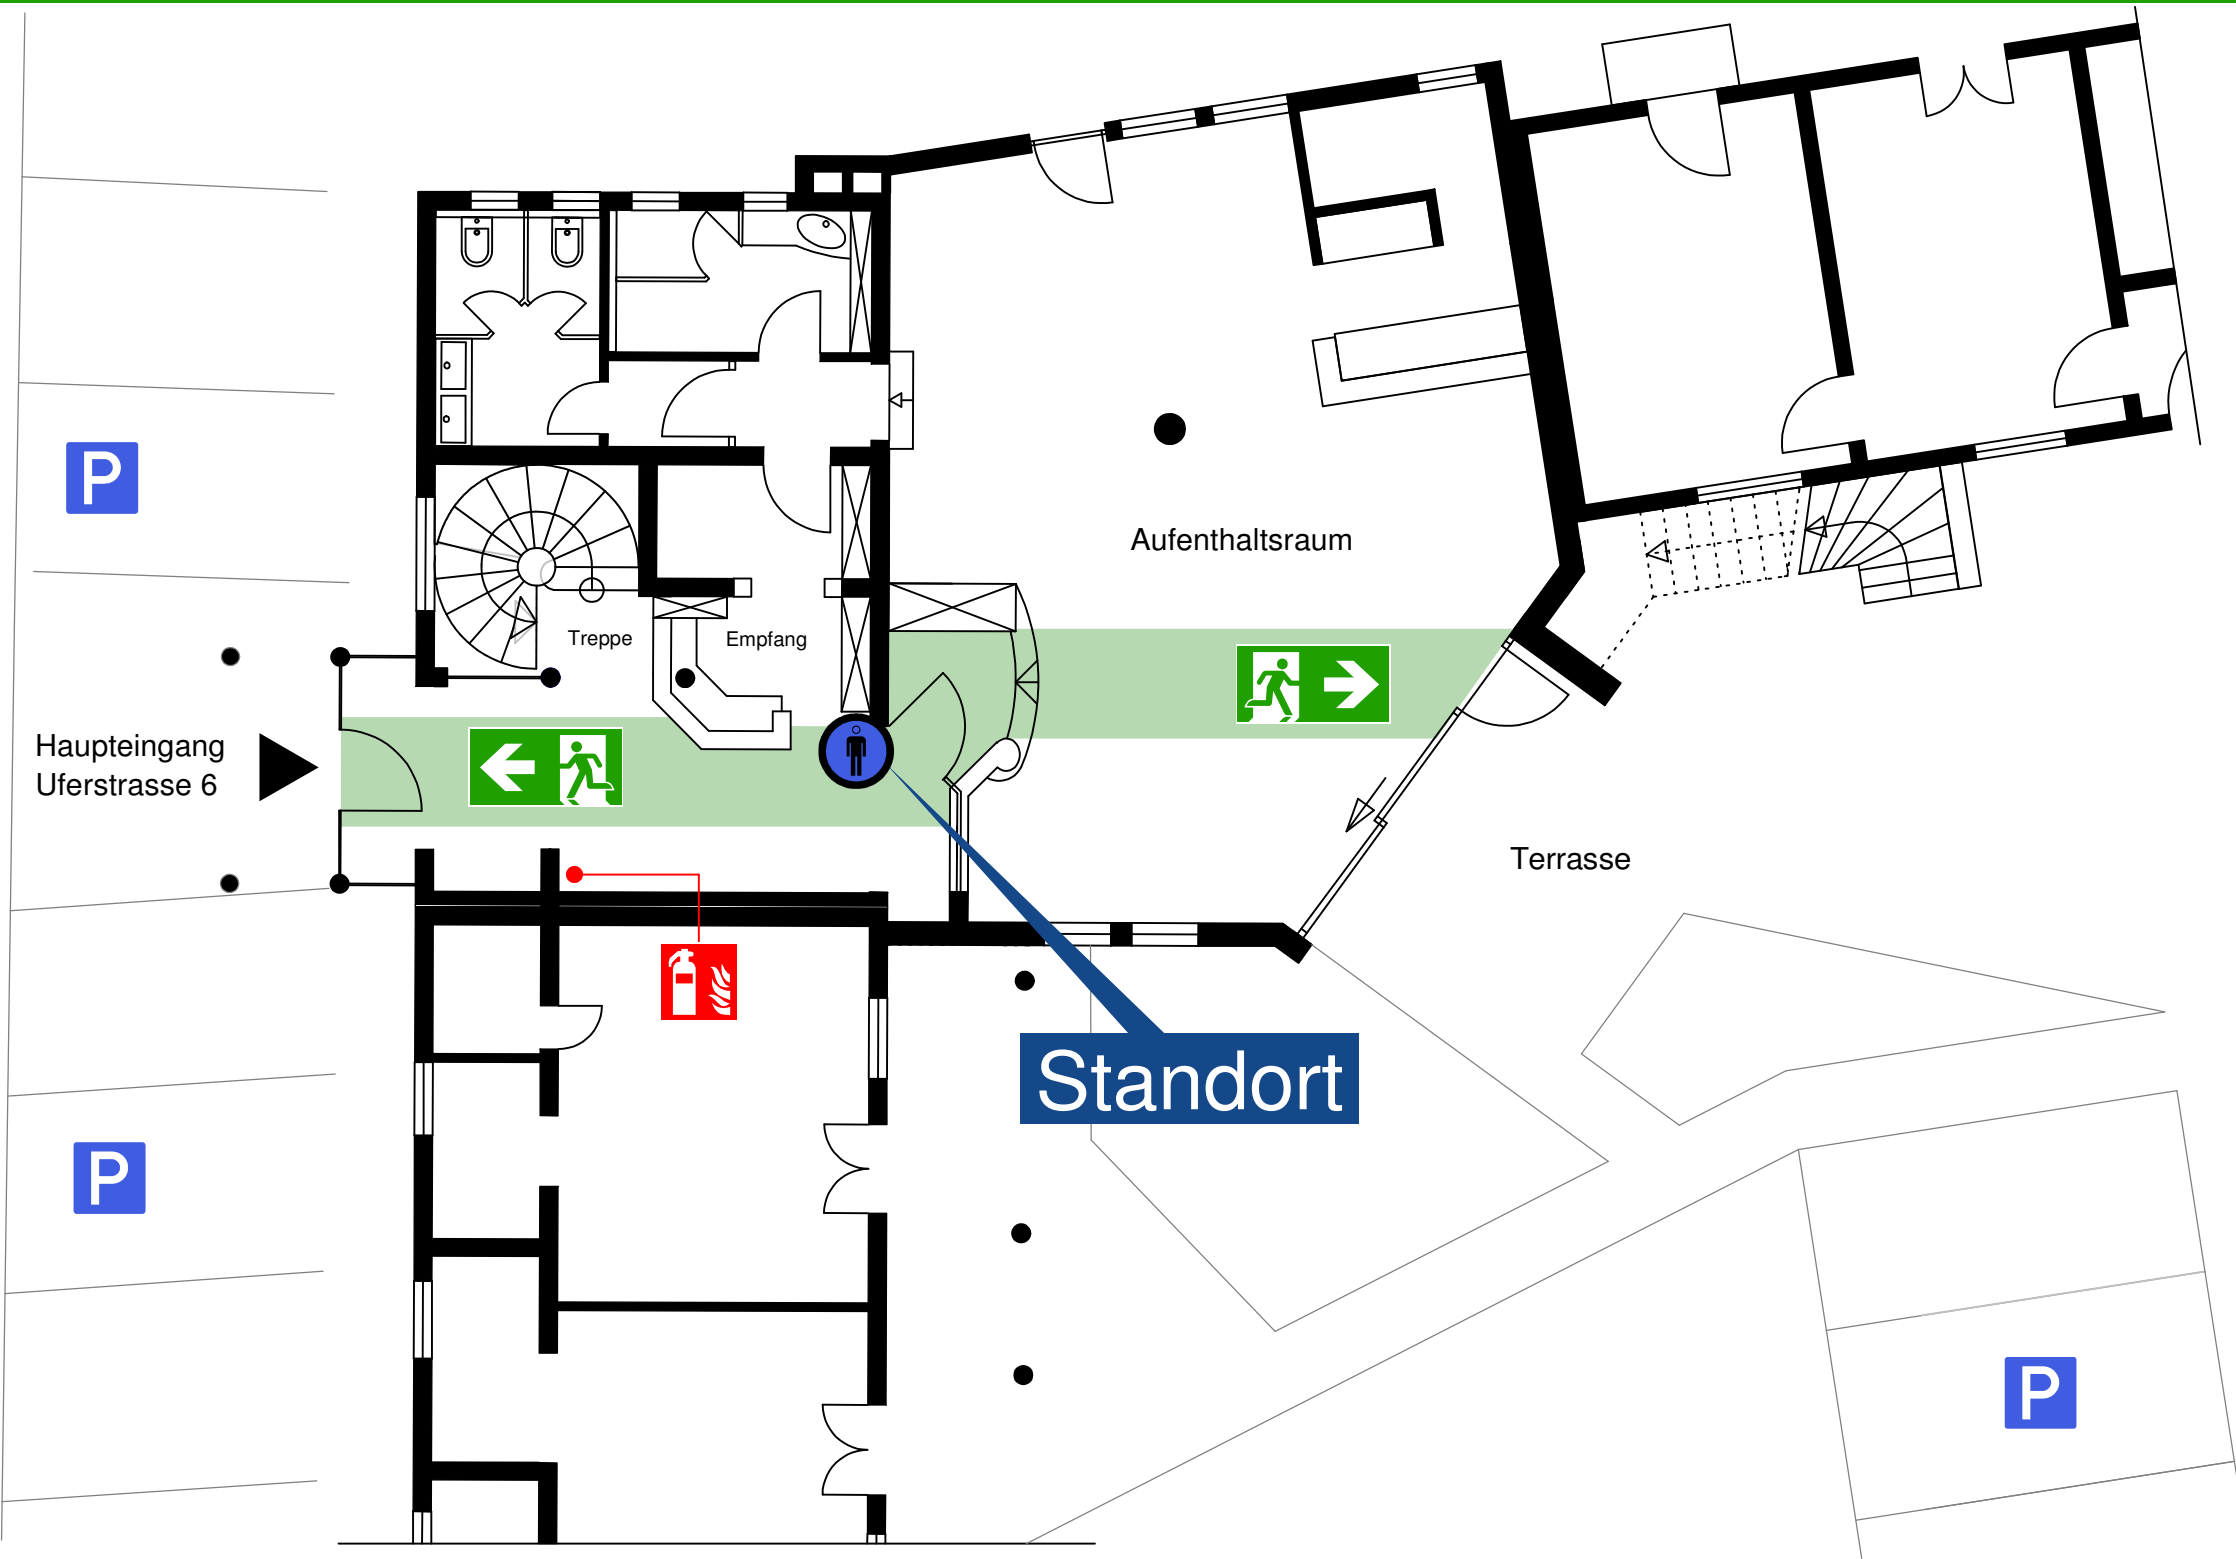 P
Aufenthaltsraum
Treppe
Empfang
Haupteingang
Uferstrasse 6
Terrasse
Standort
P
P